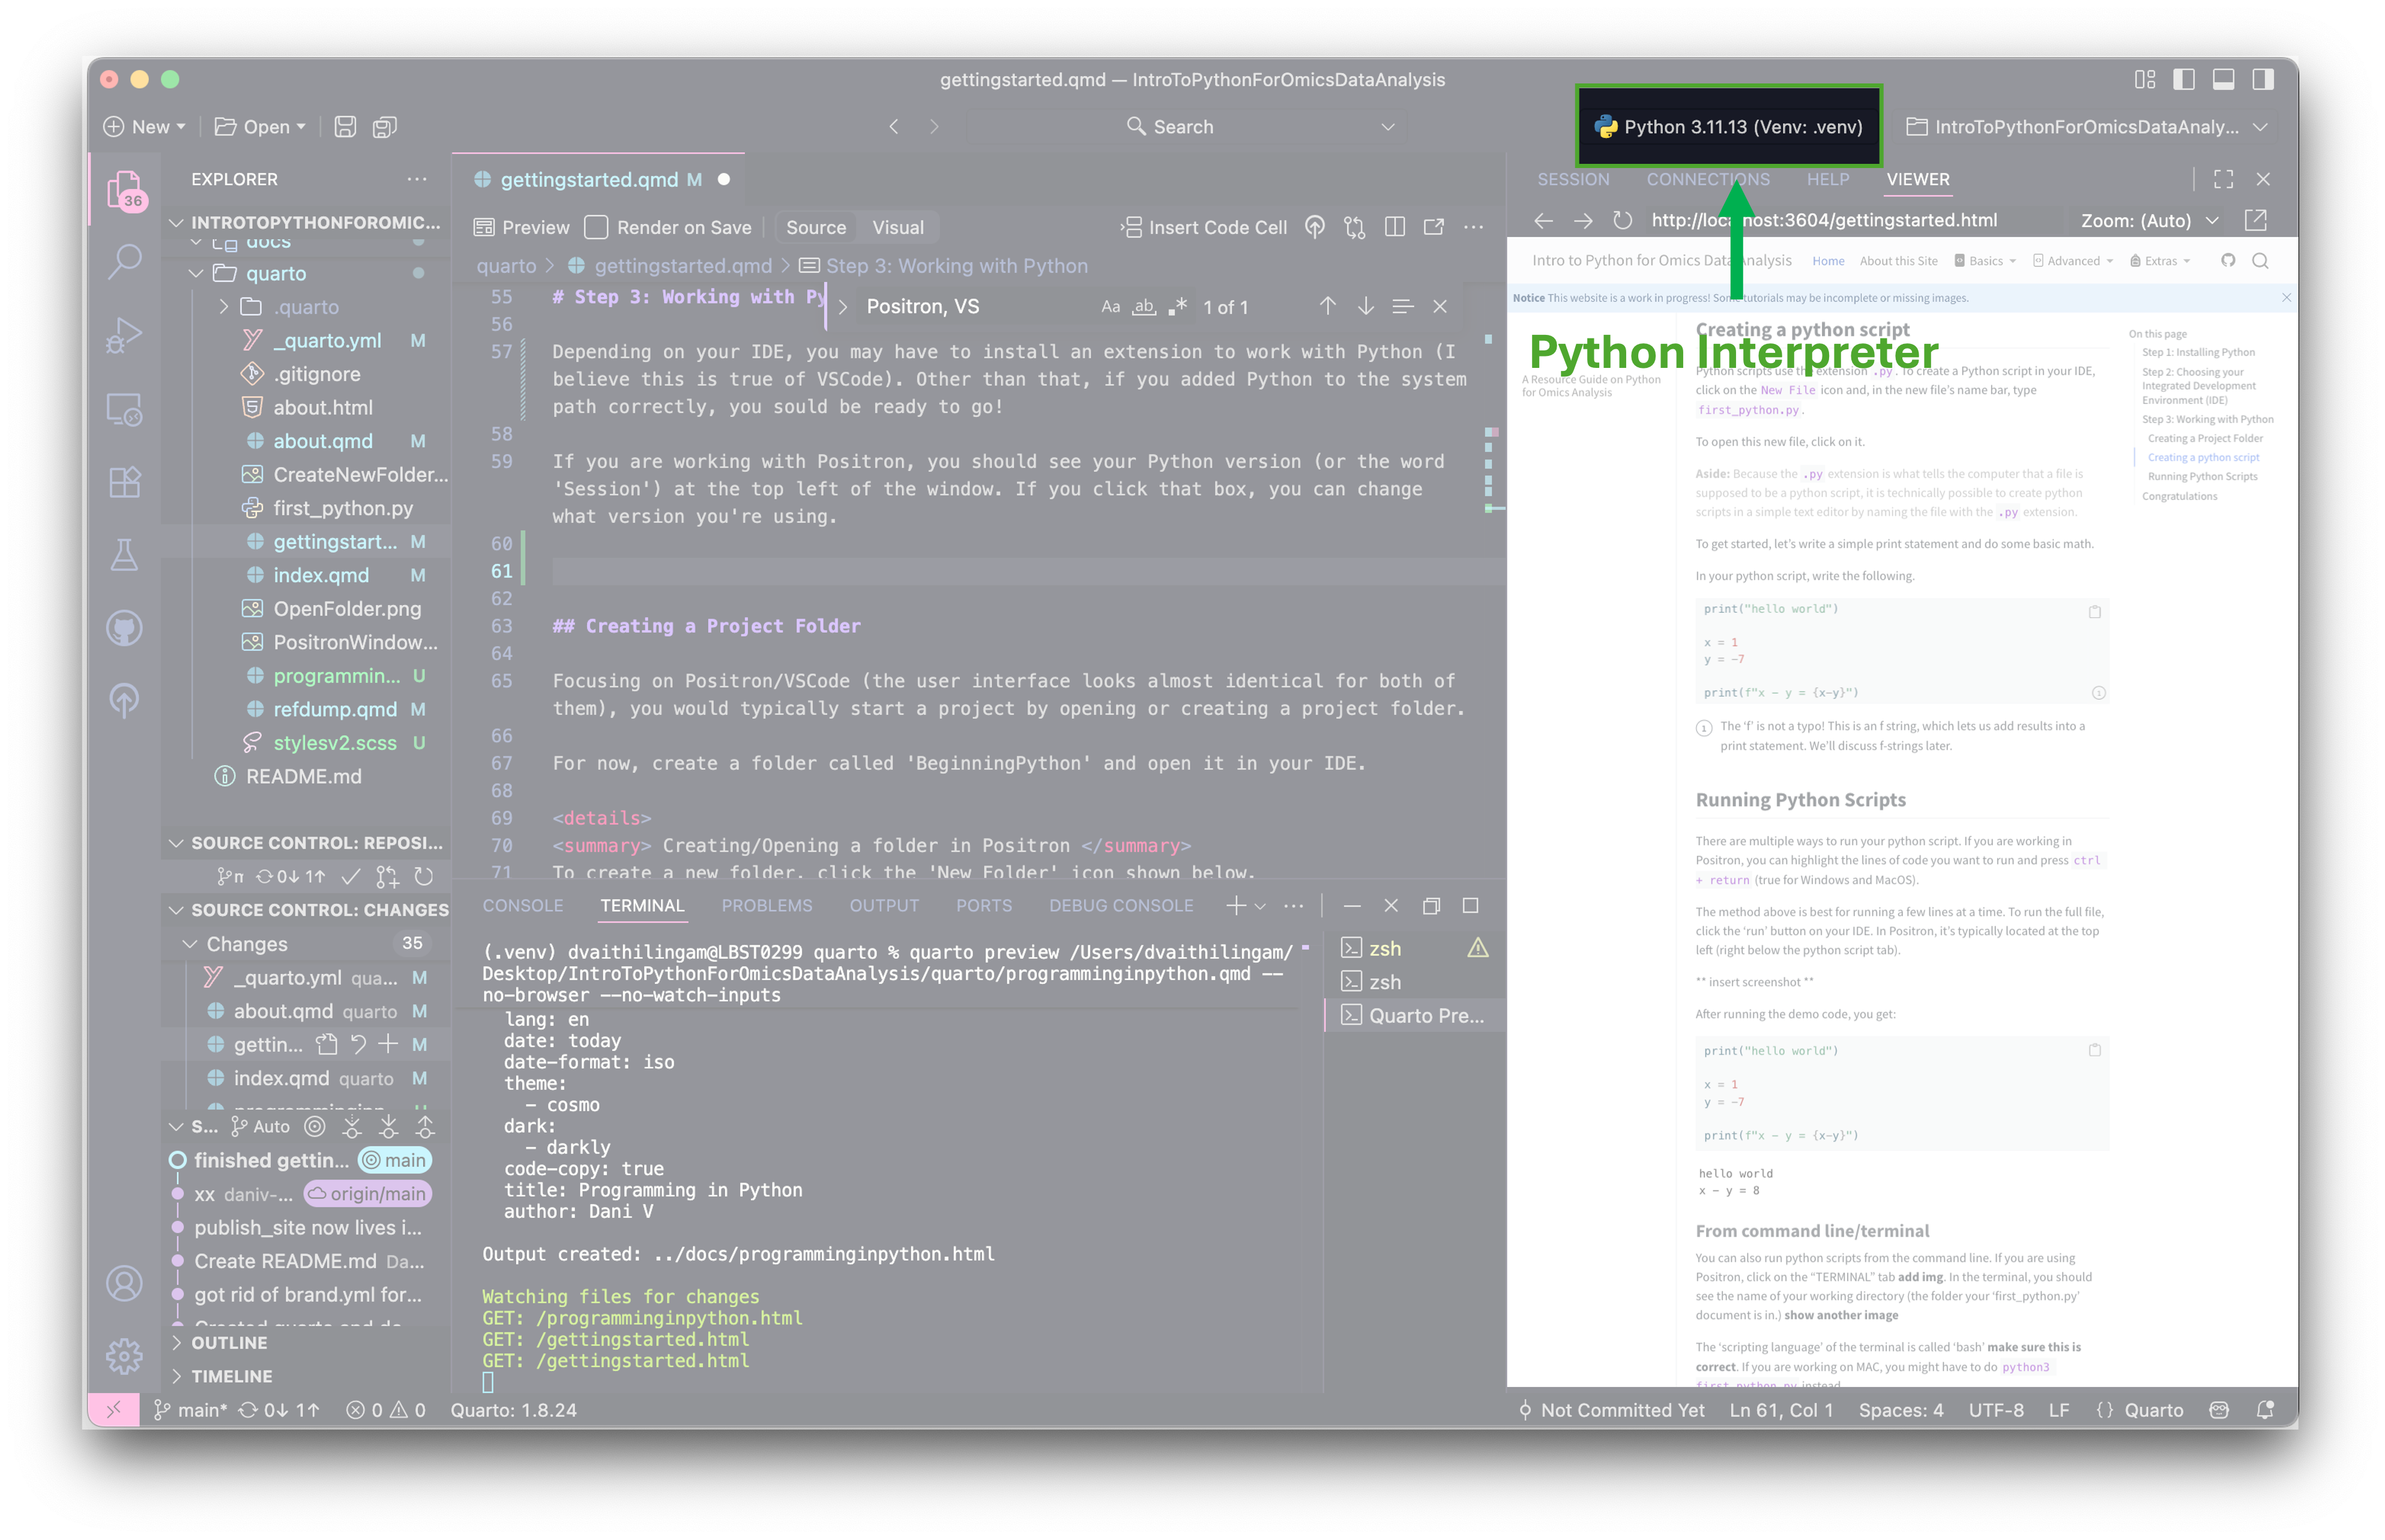 gettingstarted.qmd — IntroToPythonForOmicsDataAnalysis
New
Open
Search
Python 3.11.13 (Venv: .venv)
IntroToPythonForOmicsDataAnaly...
36
EXPLORER
INTROTOPYTHONFOROMIC...
docs
quarto
.quarto
_quarto.yml M
.gitignore
about.html
about.qmd M
CreateNewFolder...
first_python.py
gettingstart... M
index.qmd M
OpenFolder.png
PositronWindow...
programmin... U
refdump.qmd M
stylesv2.scss U
README.md
SOURCE CONTROL: REPOSI...
0↓ 1↑
SOURCE CONTROL: CHANGES
Changes 35
_quarto.yml qua... M
about.qmd quarto M
gettin... M
index.qmd quarto M
S... Auto
finished gettin... main
xx daniv-... origin/main
publish_site now lives i...
Create README.md Da...
got rid of brand.yml for...
OUTLINE
TIMELINE
gettingstarted.qmd M
Preview Render on Save Source Visual Insert Code Cell
quarto > gettingstarted.qmd > Step 3: Working with Python
55 # Step 3: Working with Py
Positron, VS Aa ab 1 of 1
56
57 Depending on your IDE, you may have to install an extension to work with Python (I
believe this is true of VSCode). Other than that, if you added Python to the system
path correctly, you sould be ready to go!
58
59 If you are working with Positron, you should see your Python version (or the word
'Session') at the top left of the window. If you click that box, you can change
what version you're using.
60
61
62
63 ## Creating a Project Folder
64
65 Focusing on Positron/VSCode (the user interface looks almost identical for both of
them), you would typically start a project by opening or creating a project folder.
66
67 For now, create a folder called 'BeginningPython' and open it in your IDE.
68
69 <details>
70 <summary> Creating/Opening a folder in Positron </summary>
71 To create a new folder, click the 'New Folder' icon shown below.
CONSOLE TERMINAL PROBLEMS OUTPUT PORTS DEBUG CONSOLE
(.venv) dvaithilingam@LBST0299 quarto % quarto preview /Users/dvaithilingam/
Desktop/IntroToPythonForOmicsDataAnalysis/quarto/programminginpython.qmd --
no-browser --no-watch-inputs
lang: en
date: today
date-format: iso
theme:
- cosmo
dark:
- darkly
code-copy: true
title: Programming in Python
author: Dani V
Output created: ../docs/programminginpython.html
Watching files for changes
GET: /programminginpython.html
GET: /gettingstarted.html
GET: /gettingstarted.html
zsh
zsh
Quarto Pre...
SESSION CONNECTIONS HELP VIEWER
http://localhost:3604/gettingstarted.html Zoom: (Auto)
Intro to Python for Omics Data Analysis Home About this Site Basics Advanced Extras
Notice This website is a work in progress! Some tutorials may be incomplete or missing images.
Python Interpreter
A Resource Guide on Python
for Omics Analysis
Creating a python script
Python scripts use the extension .py. To create a Python script in your IDE,
click on the New File icon and, in the new file's name bar, type
first_python.py.
To open this new file, click on it.
Aside: Because the .py extension is what tells the computer that a file is
supposed to be a python script, it is technically possible to create python
scripts in a simple text editor by naming the file with the .py extension.
To get started, let's write a simple print statement and do some basic math.
In your python script, write the following.
print("hello world")
x = 1
y = -7
print(f"x - y = {x-y}") 1
1 The 'f' is not a typo! This is an f string, which lets us add results into a
print statement. We'll discuss f-strings later.
Running Python Scripts
There are multiple ways to run your python script. If you are working in
Positron, you can highlight the lines of code you want to run and press ctrl
+ return (true for Windows and MacOS).
The method above is best for running a few lines at a time. To run the full file,
click the 'run' button on your IDE. In Positron, it's typically located at the top
left (right below the python script tab).
** insert screenshot **
After running the demo code, you get:
print("hello world")
x = 1
y = -7
print(f"x - y = {x-y}")
hello world
x - y = 8
From command line/terminal
You can also run python scripts from the command line. If you are using
Positron, click on the "TERMINAL" tab add img. In the terminal, you should
see the name of your working directory (the folder your 'first_python.py'
document is in.) show another image
The 'scripting language' of the terminal is called 'bash' make sure this is
correct. If you are working on MAC, you might have to do python3
first_python.py instead
On this page
Step 1: Installing Python
Step 2: Choosing your
Integrated Development
Environment (IDE)
Step 3: Working with Python
Creating a Project Folder
Creating a python script
Running Python Scripts
Congratulations
main* 0↓ 1↑ 0 0 Quarto: 1.8.24
Not Committed Yet Ln 61, Col 1 Spaces: 4 UTF-8 LF {} Quarto